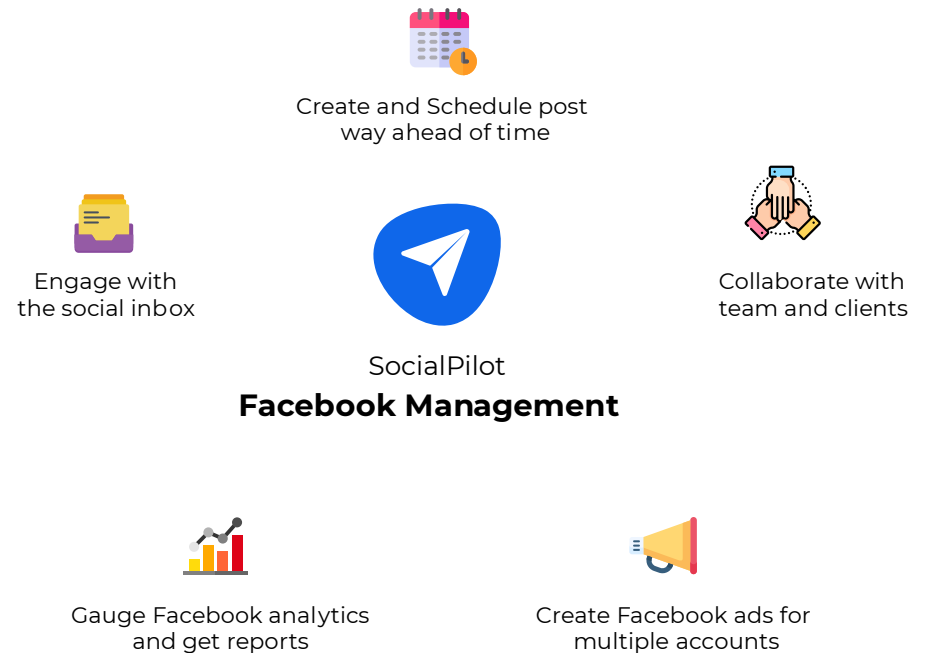 Create and Schedule post
way ahead of time
Engage with
the social inbox
Collaborate with
team and clients
SocialPilot
Facebook Management
Gauge Facebook analytics
and get reports
Create Facebook ads for
multiple accounts